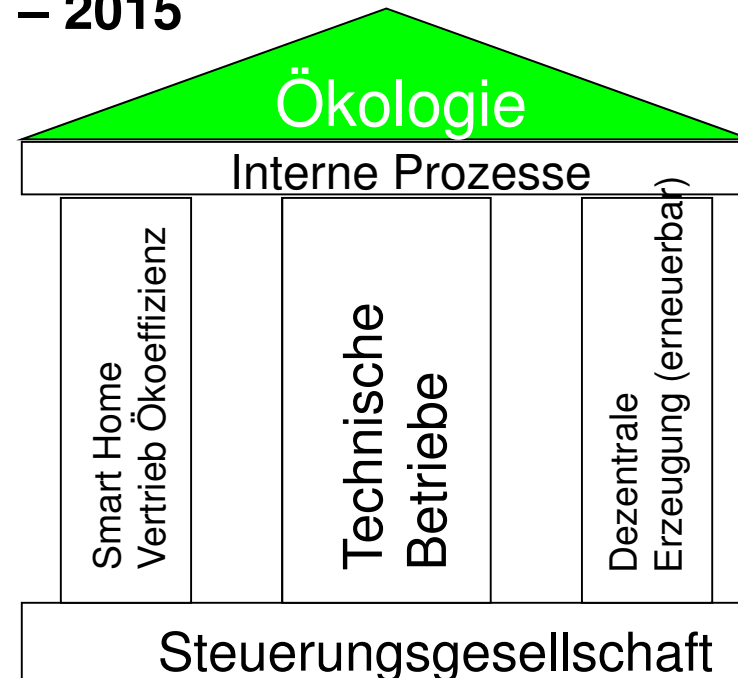 – 2015
Ökologie
Interne Prozesse
Smart Home
Vertrieb Ökoeffizienz
Technische
Betriebe
Dezentrale
Erzeugung (erneuerbar)
Steuerungsgesellschaft